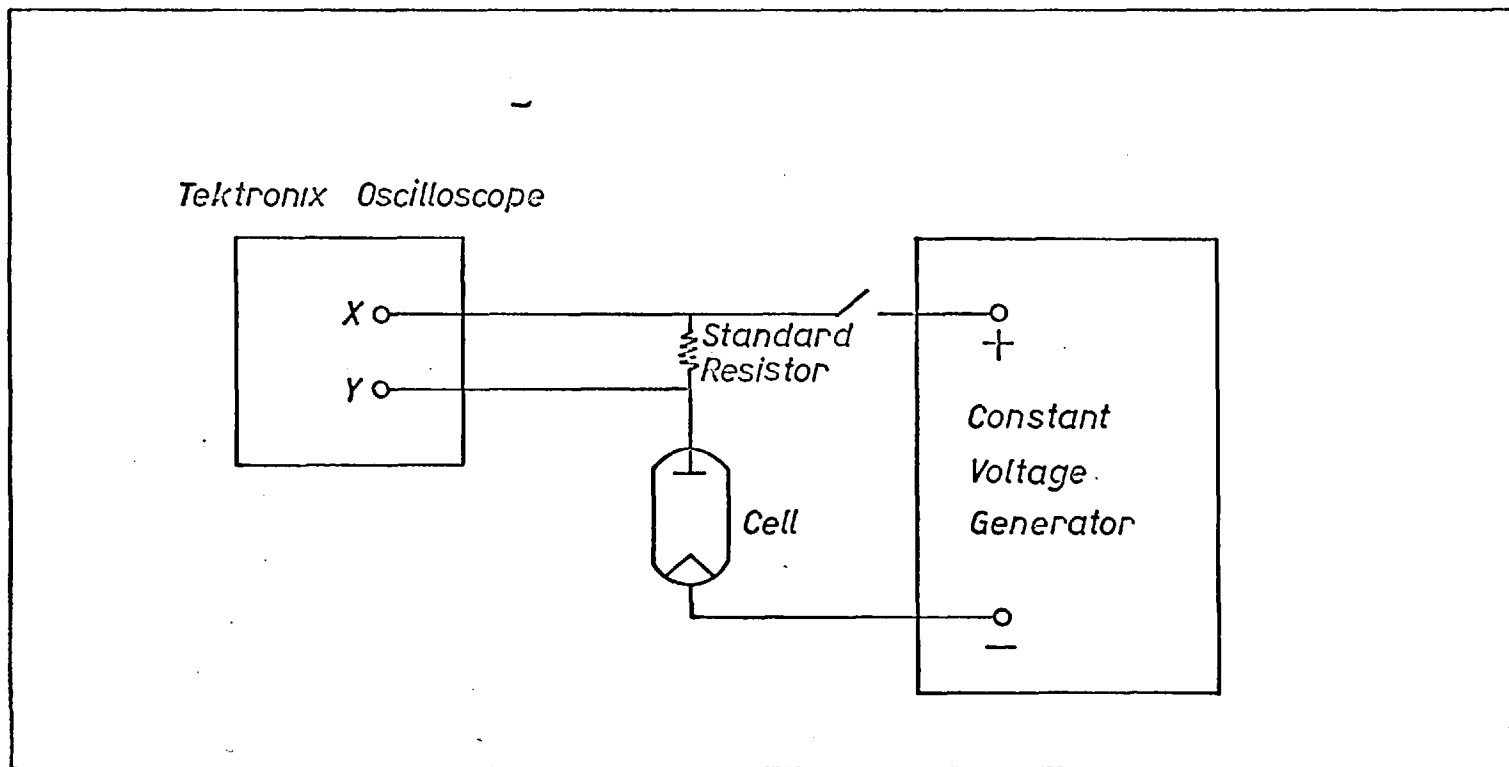 Tektronix Oscilloscope
X
Standard
Resistor
Y
+
Constant
Voltage
Generator
Cell
−